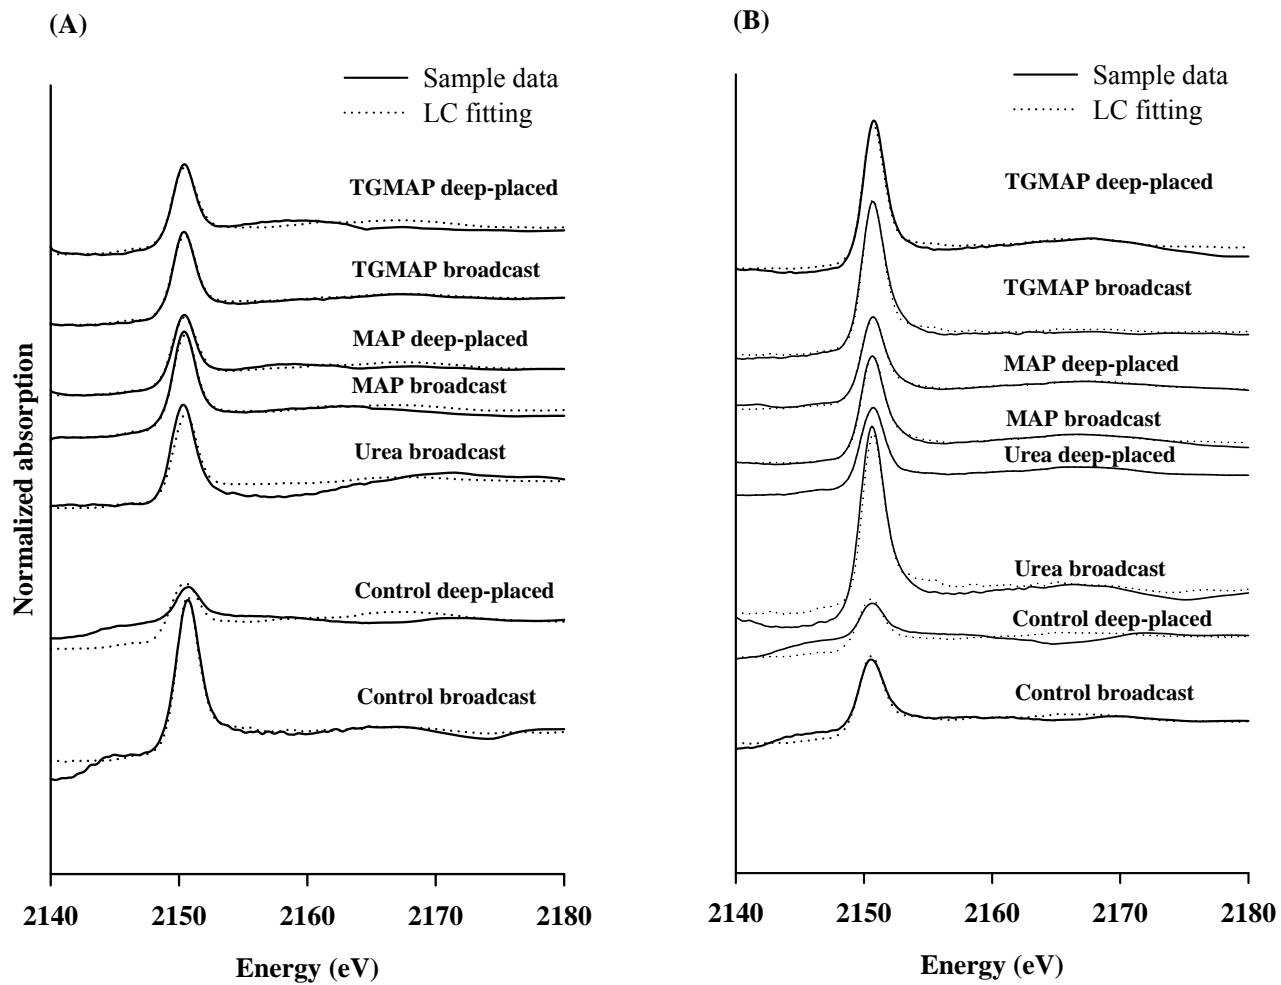 (A)
Sample data
LC fitting
TGMAP deep-placed
TGMAP broadcast
MAP deep-placed
MAP broadcast
Urea broadcast
Control deep-placed
Control broadcast
Normalized absorption
2140 2150 2160 2170 2180
Energy (eV)
(B)
Sample data
LC fitting
TGMAP deep-placed
TGMAP broadcast
MAP deep-placed
MAP broadcast
Urea deep-placed
Urea broadcast
Control deep-placed
Control broadcast
2140 2150 2160 2170 2180
Energy (eV)